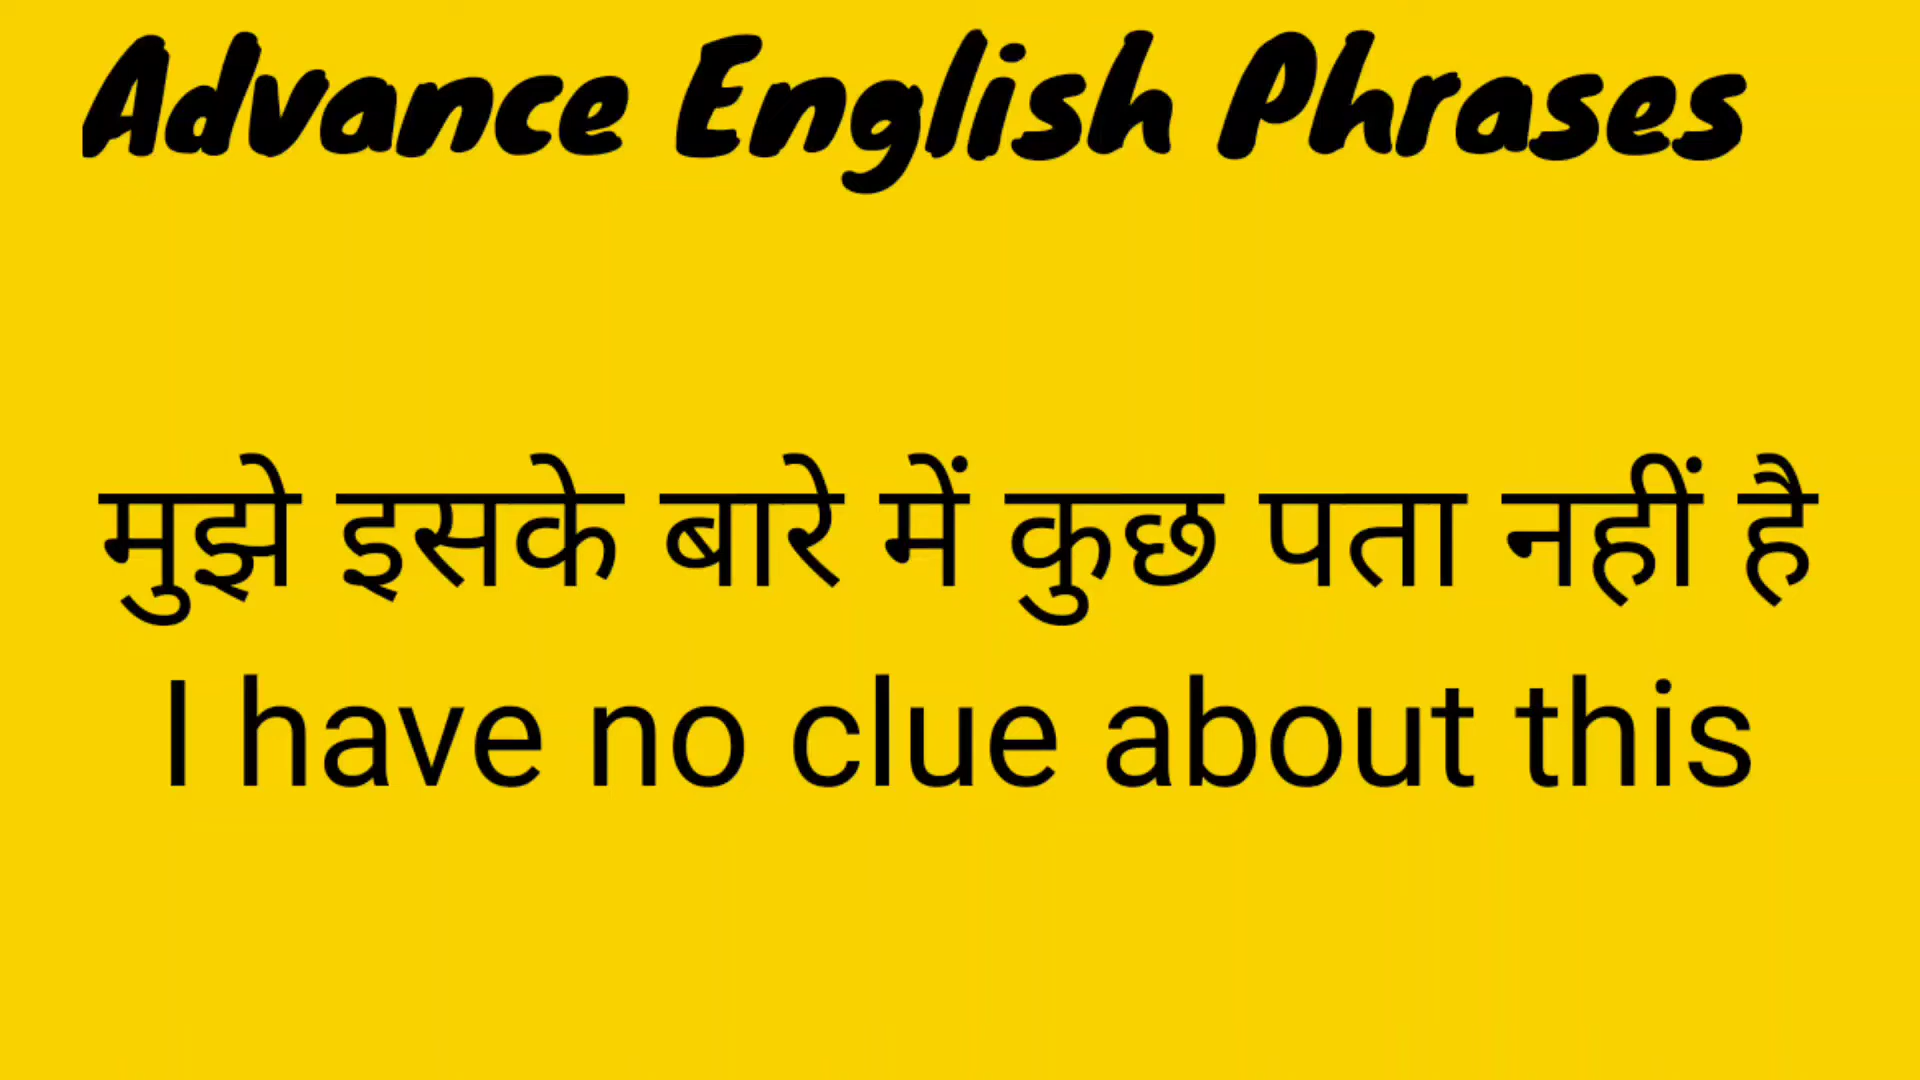 Advance English Phrases
मुझे इसके बारे में कुछ पता नहीं है
I have no clue about this